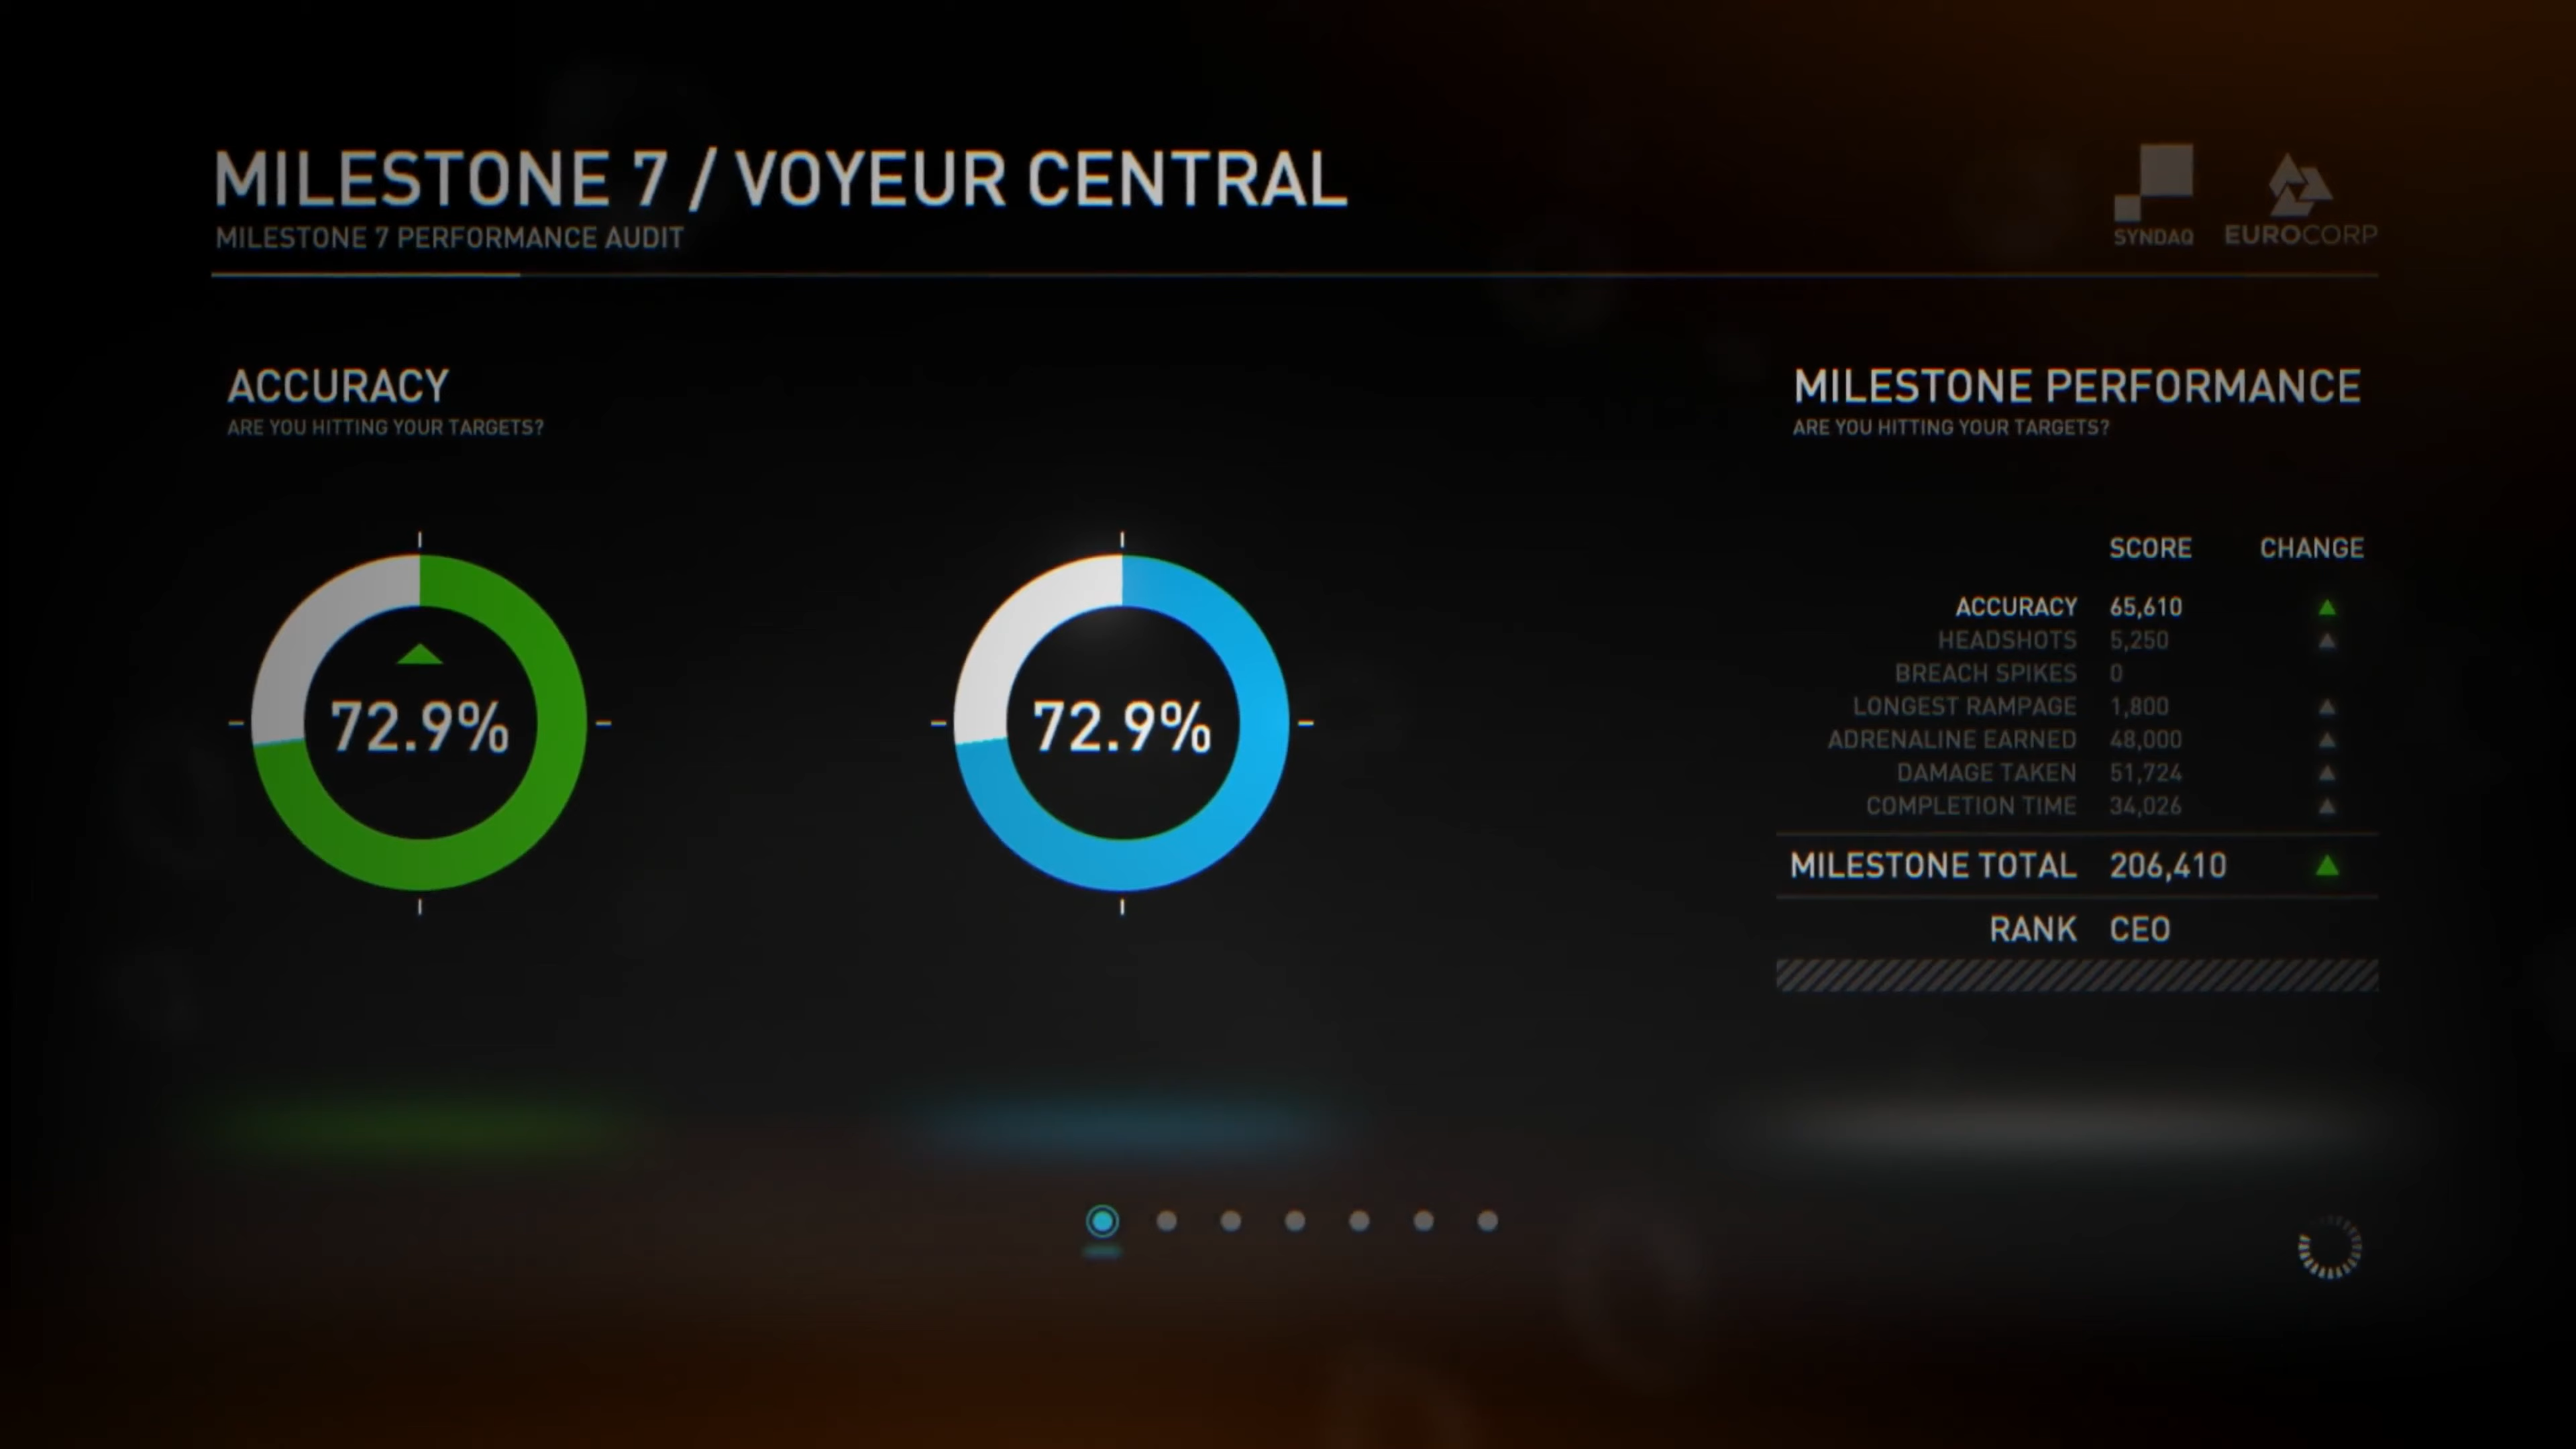 MILESTONE 7 / VOYEUR CENTRAL
MILESTONE 7 PERFORMANCE AUDIT
SYNDAQ
EUROCORP
ACCURACY
ARE YOU HITTING YOUR TARGETS?
72.9%
72.9%
MILESTONE PERFORMANCE
ARE YOU HITTING YOUR TARGETS?
SCORE CHANGE
ACCURACY 65,610
HEADSHOTS 5,250
BREACH SPIKES 0
LONGEST RAMPAGE 1,800
ADRENALINE EARNED 48,000
DAMAGE TAKEN 51,724
COMPLETION TIME 34,026
MILESTONE TOTAL 206,410
RANK CEO